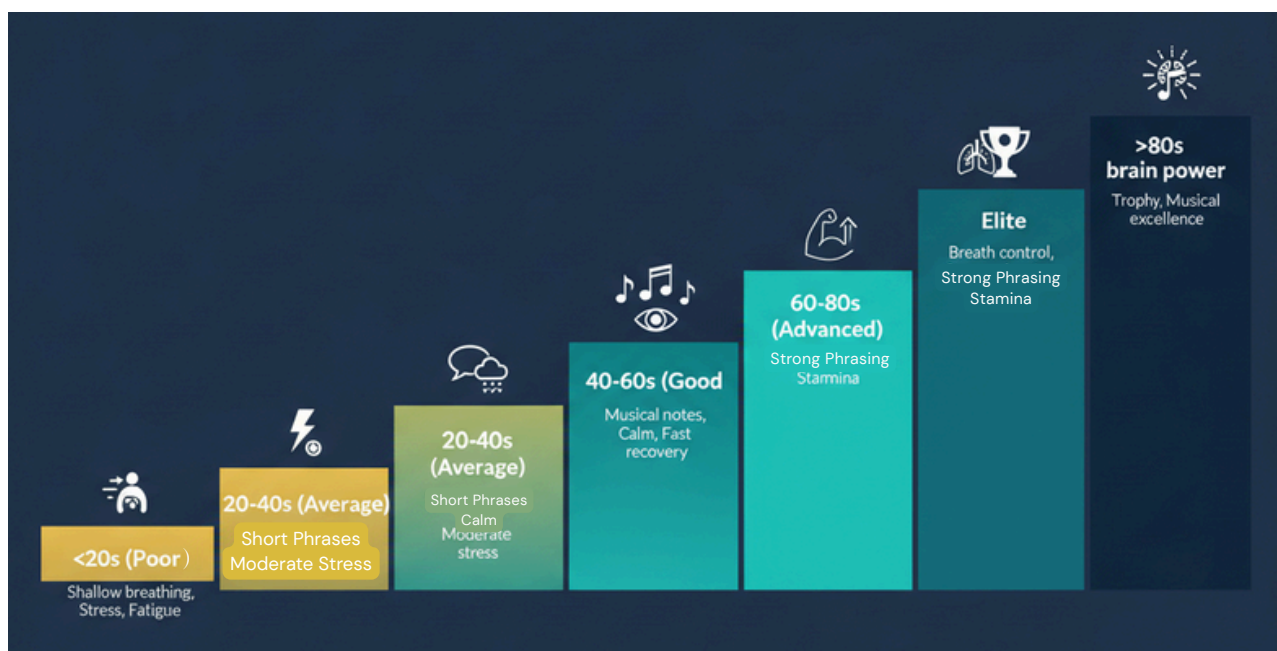 <20s (Poor)
Shallow breathing,
Stress, Fatigue
20-40s (Average)
Short Phrases
Moderate Stress
20-40s
(Average)
Short Phrases
Calm
Moderate
stress
40-60s (Good
Musical notes,
Calm, Fast
recovery
60-80s
(Advanced)
Strong Phrasing
Stamina
Elite
Breath control,
Strong Phrasing
Stamina
>80s
brain power
Trophy, Musical
excellence